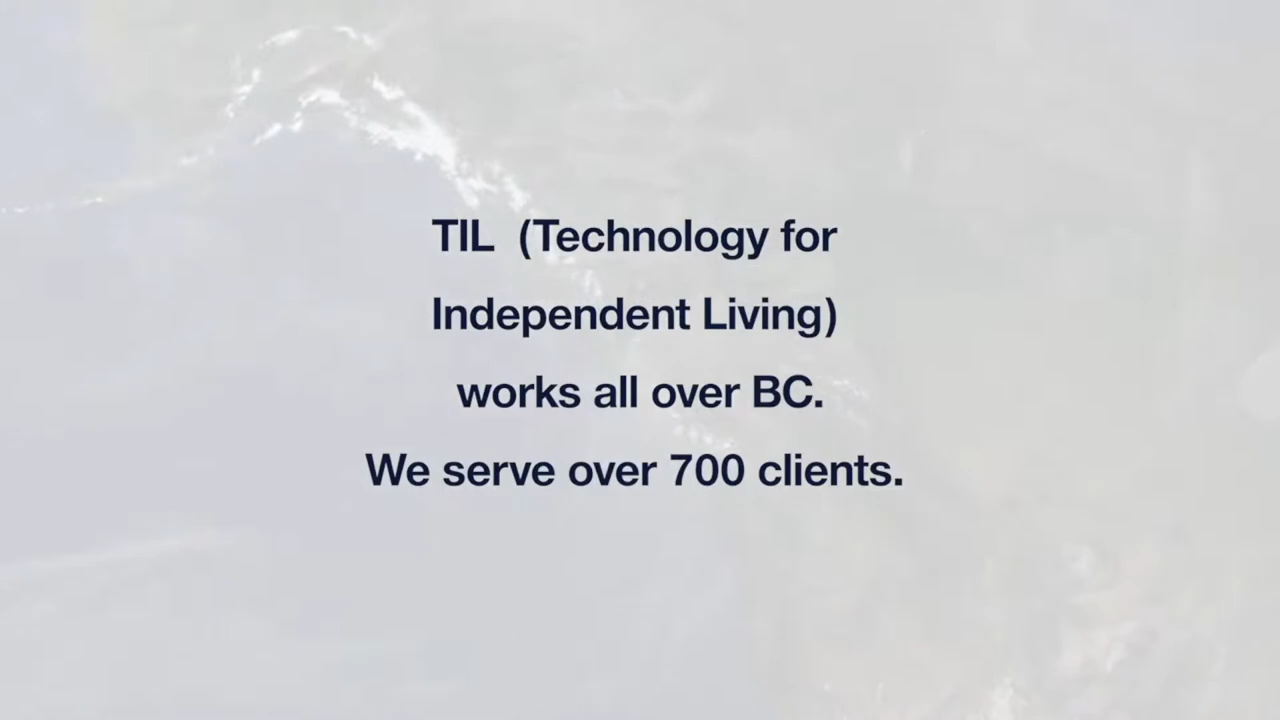 TIL (Technology for
Independent Living)
works all over BC.
We serve over 700 clients.